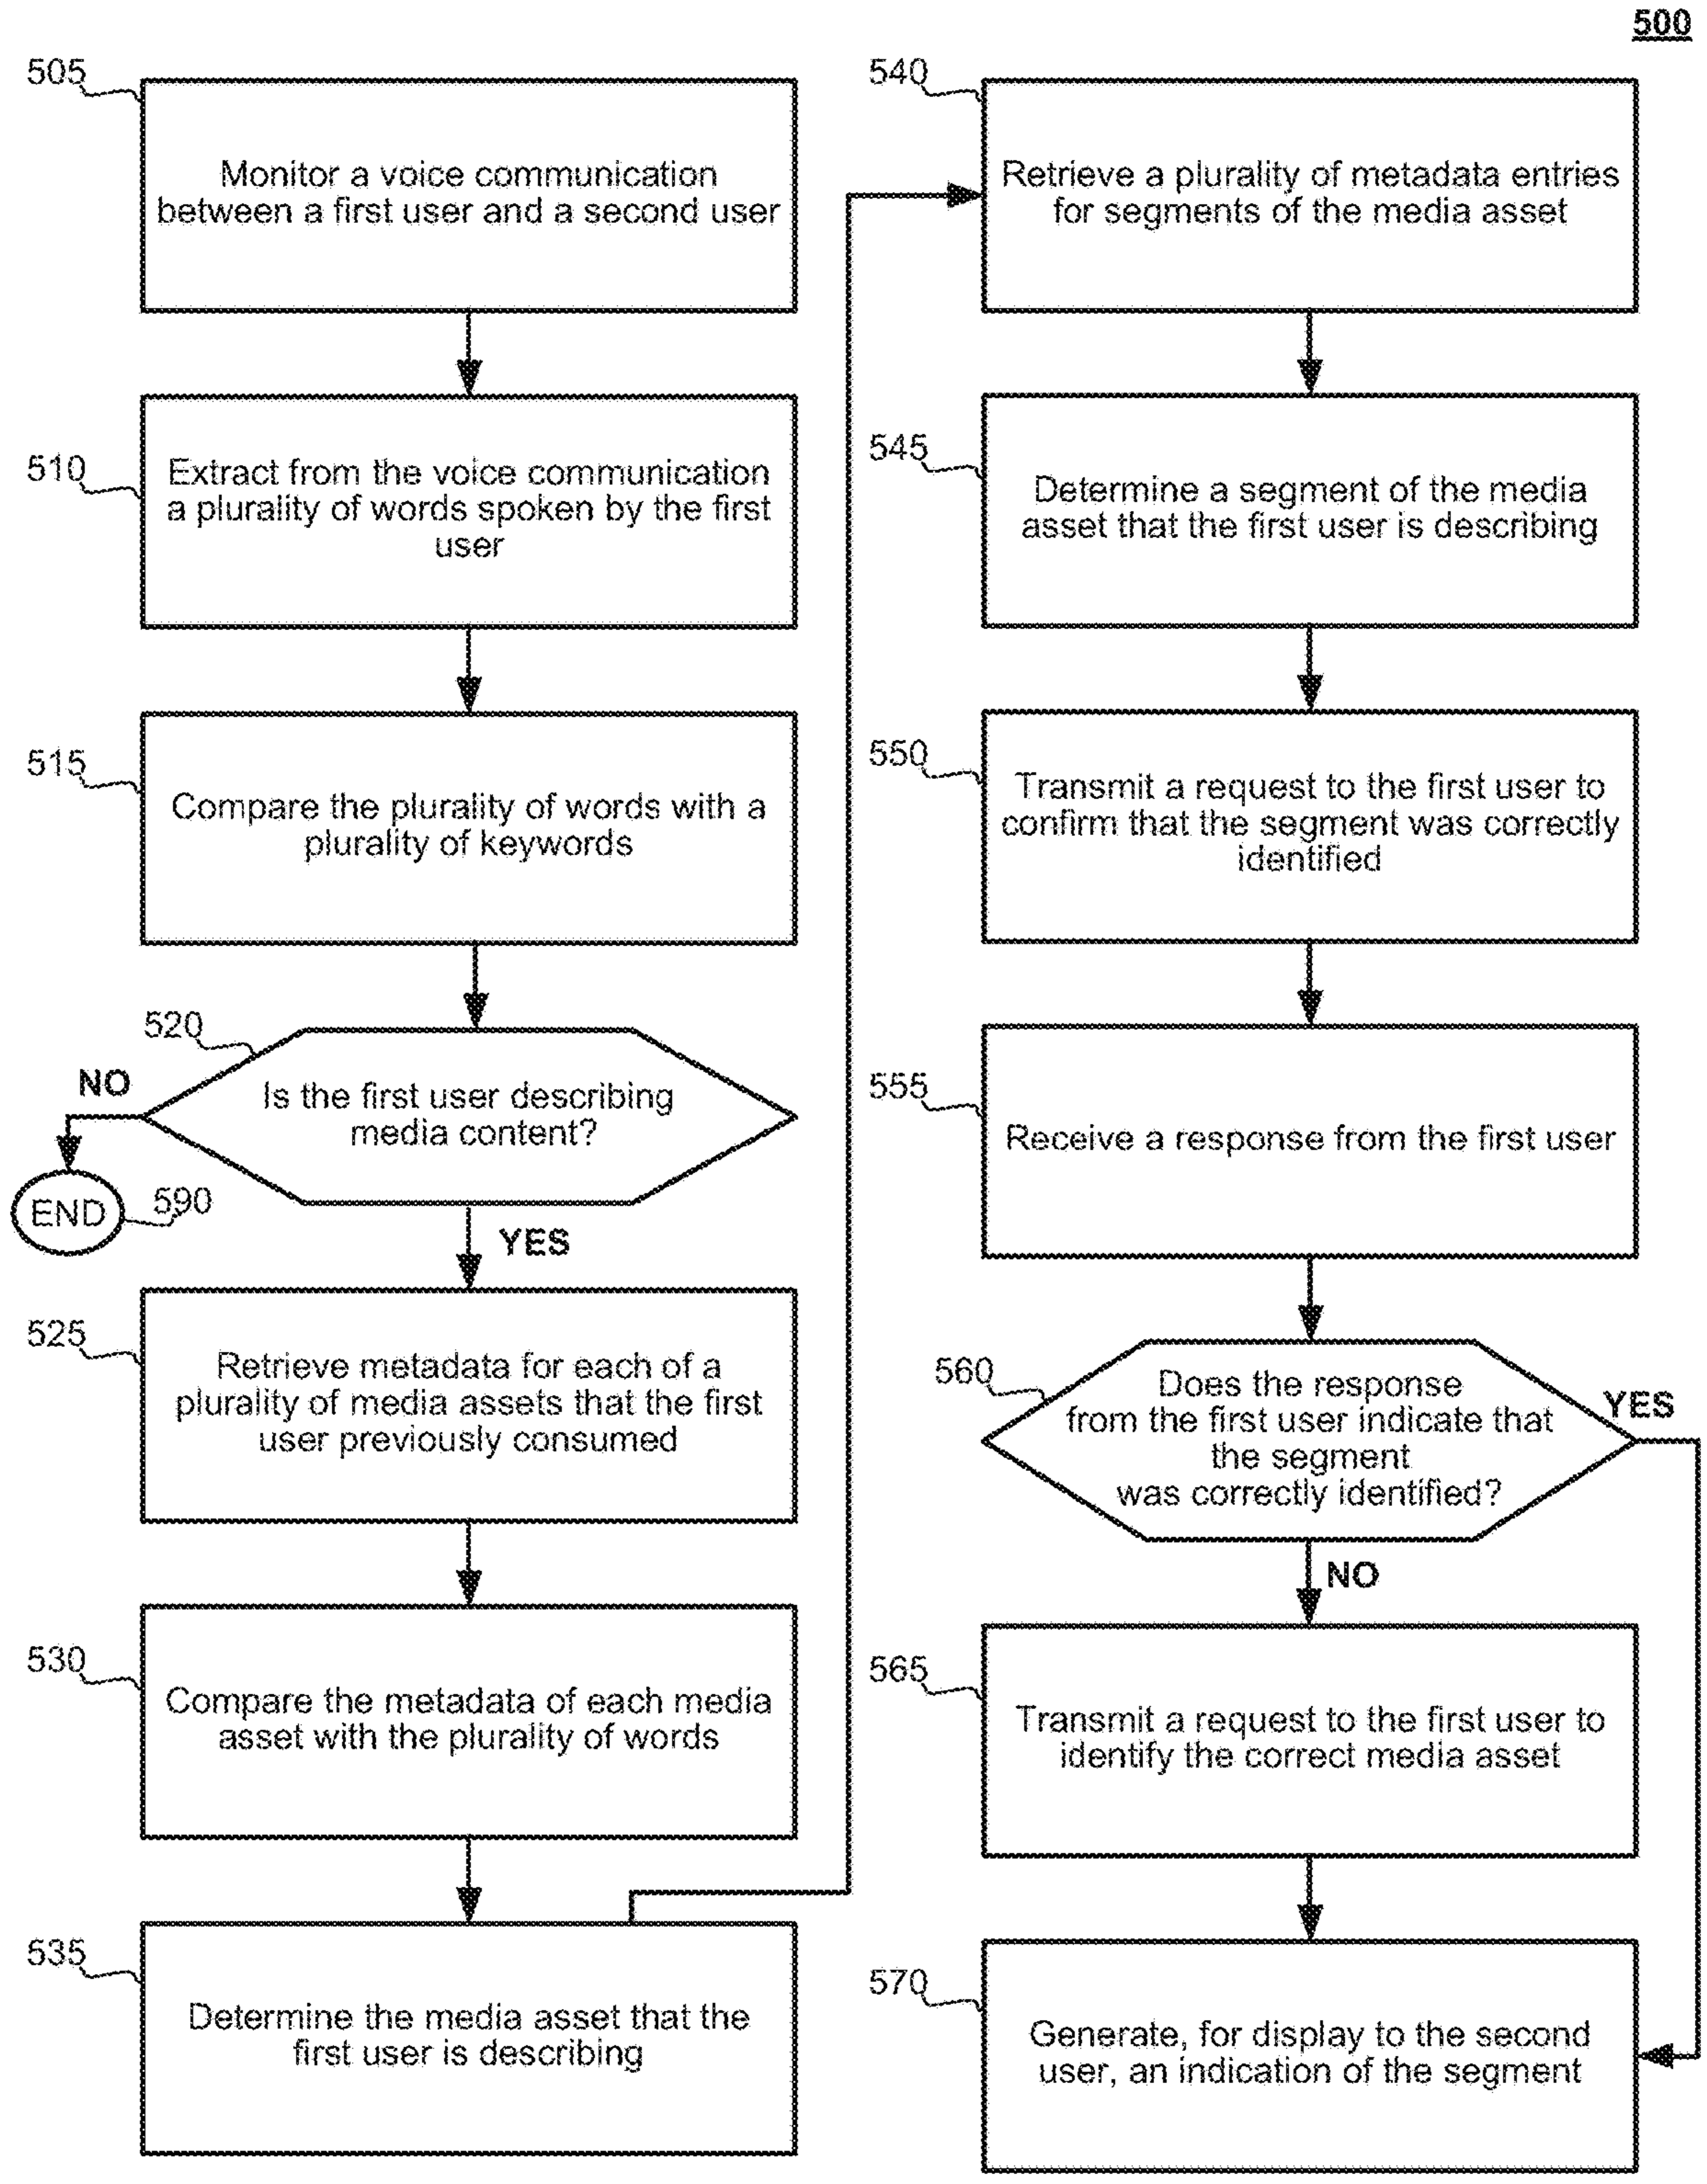 500
505
Monitor a voice communication
between a first user and a second user
510
Extract from the voice communication
a plurality of words spoken by the first
user
515
Compare the plurality of words with a
plurality of keywords
520
NO
Is the first user describing
media content?
END
590
YES
525
Retrieve metadata for each of a
plurality of media assets that the first
user previously consumed
530
Compare the metadata of each media
asset with the plurality of words
535
Determine the media asset that the
first user is describing
540
Retrieve a plurality of metadata entries
for segments of the media asset
545
Determine a segment of the media
asset that the first user is describing
550
Transmit a request to the first user to
confirm that the segment was correctly
identified
555
Receive a response from the first user
560
Does the response
from the first user indicate that
the segment
was correctly identified?
YES
NO
565
Transmit a request to the first user to
identify the correct media asset
570
Generate, for display to the second
user, an indication of the segment